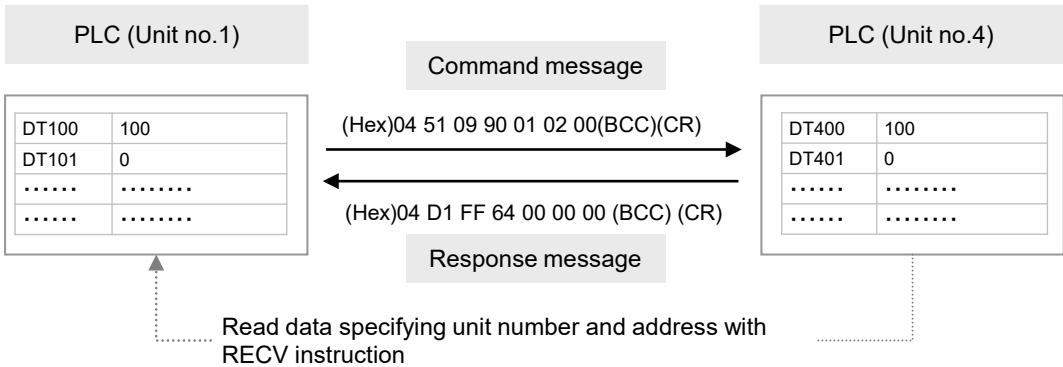 PLC (Unit no.1)
PLC (Unit no.4)
Command message
(Hex)04 51 09 90 01 02 00(BCC)(CR)
DT100 100
DT101 0
······ ········
······ ········
DT400 100
DT401 0
······ ········
······ ········
(Hex)04 D1 FF 64 00 00 00 (BCC) (CR)
Response message
Read data specifying unit number and address with
RECV instruction